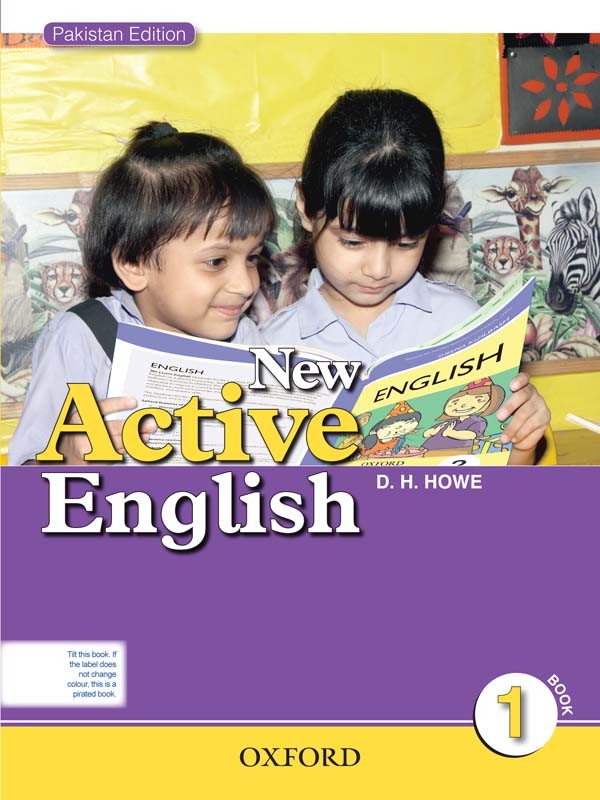 Pakistan Edition
ENGLISH
ENGLISH
OXFORD
New
Active
English
D. H. HOWE
Tilt this book. If
the label does
not change
colour, this is a
pirated book.
BOOK
1
OXFORD